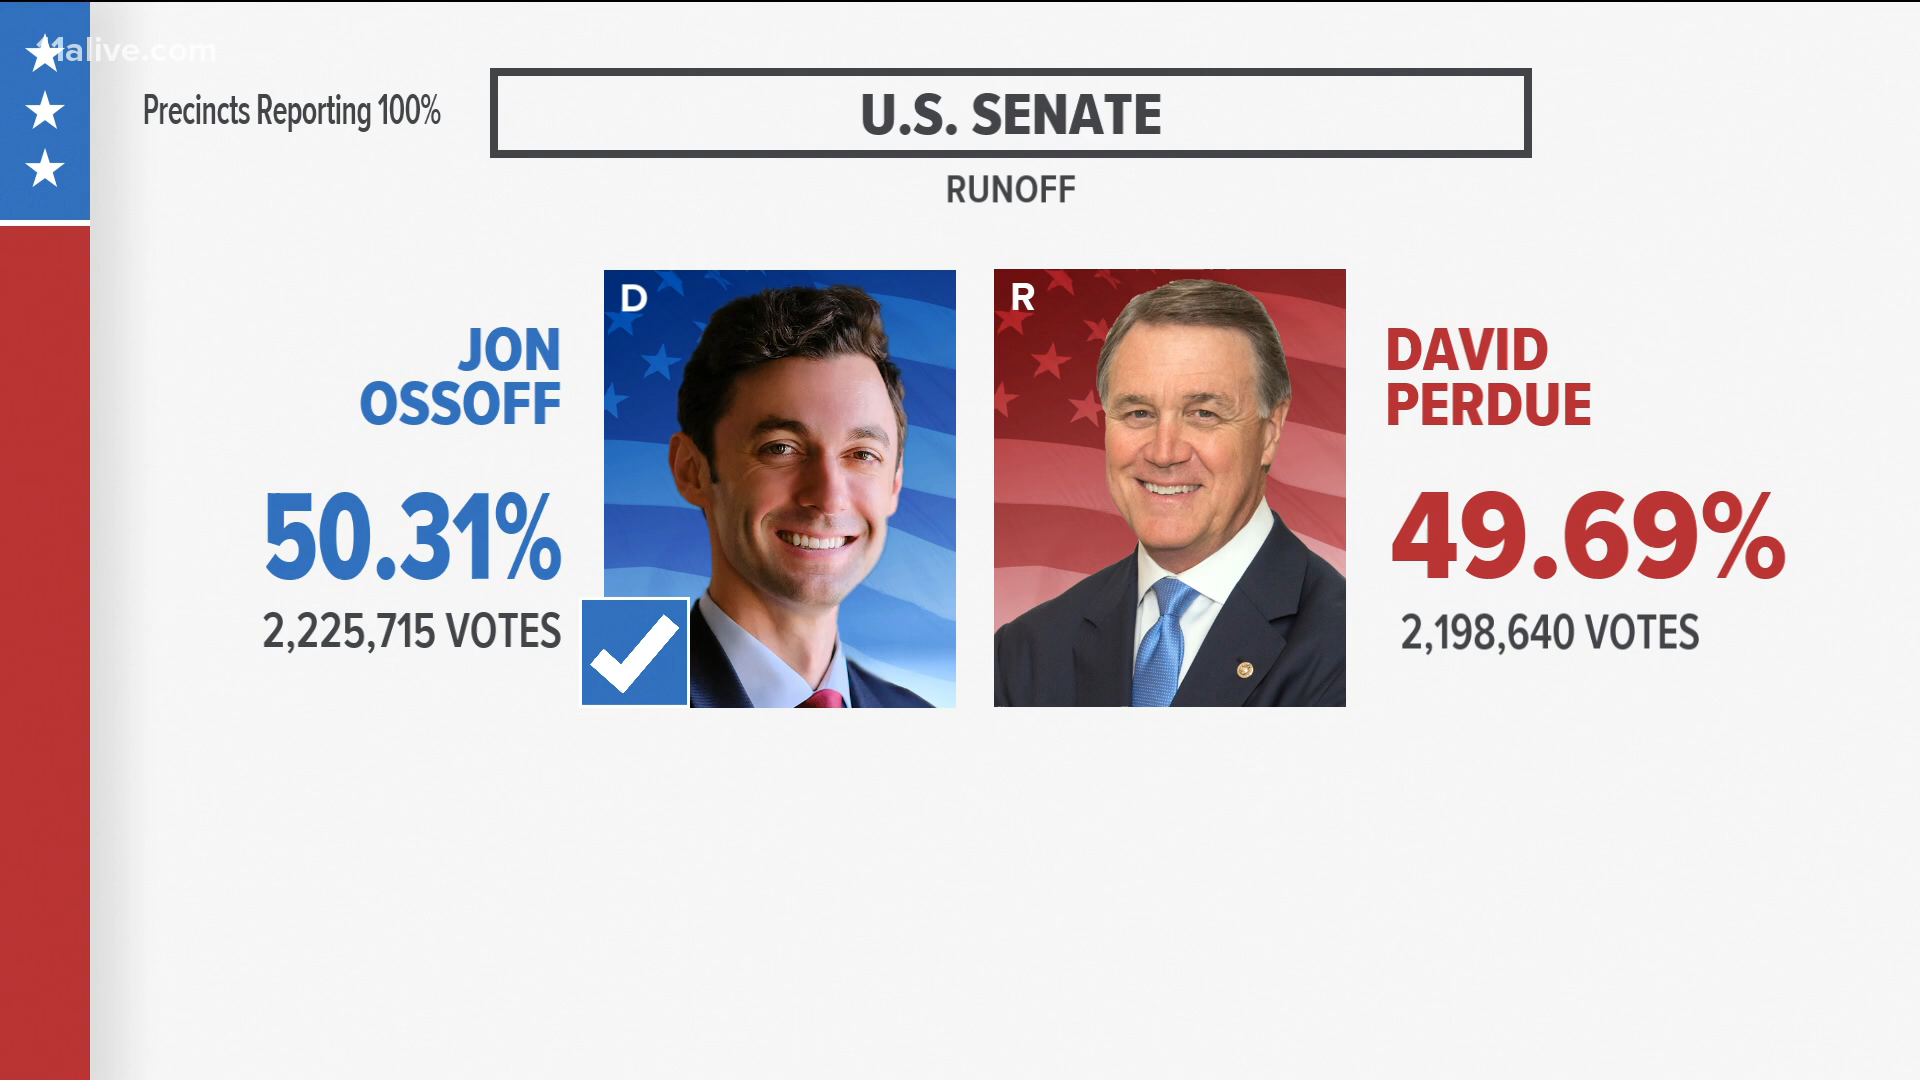 11alive.com
Precincts Reporting 100%
U.S. SENATE
RUNOFF
D
JON
OSSOFF
50.31%
2,225,715 VOTES
R
DAVID
PERDUE
49.69%
2,198,640 VOTES